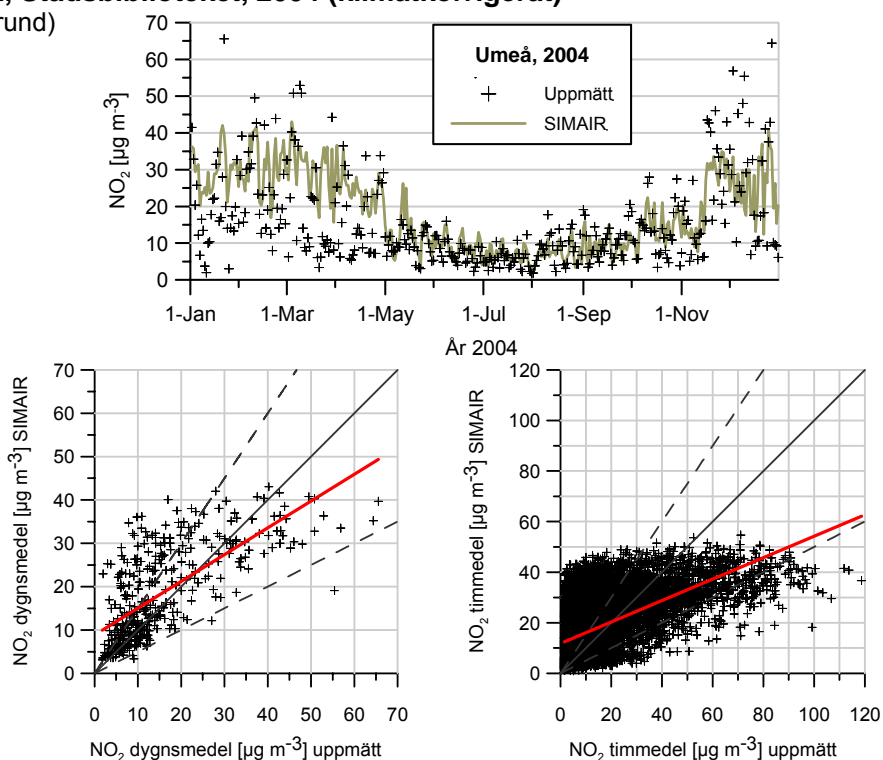 Stadsbiblioteket, 2004 (klimatkorrigerat)
rund)
70
60
50
40
30
20
10
0
NO2 [µg m-3]
Umeå, 2004
Uppmätt
SIMAIR
1-Jan 1-Mar 1-May 1-Jul 1-Sep 1-Nov
År 2004
70
60
50
40
30
20
10
0
NO2 dygnsmedel [µg m-3] SIMAIR
0 10 20 30 40 50 60 70
NO2 dygnsmedel [µg m-3] uppmätt
120
100
80
60
40
20
0
NO2 timmedel [µg m-3] SIMAIR
0 20 40 60 80 100 120
NO2 timmedel [µg m-3] uppmätt